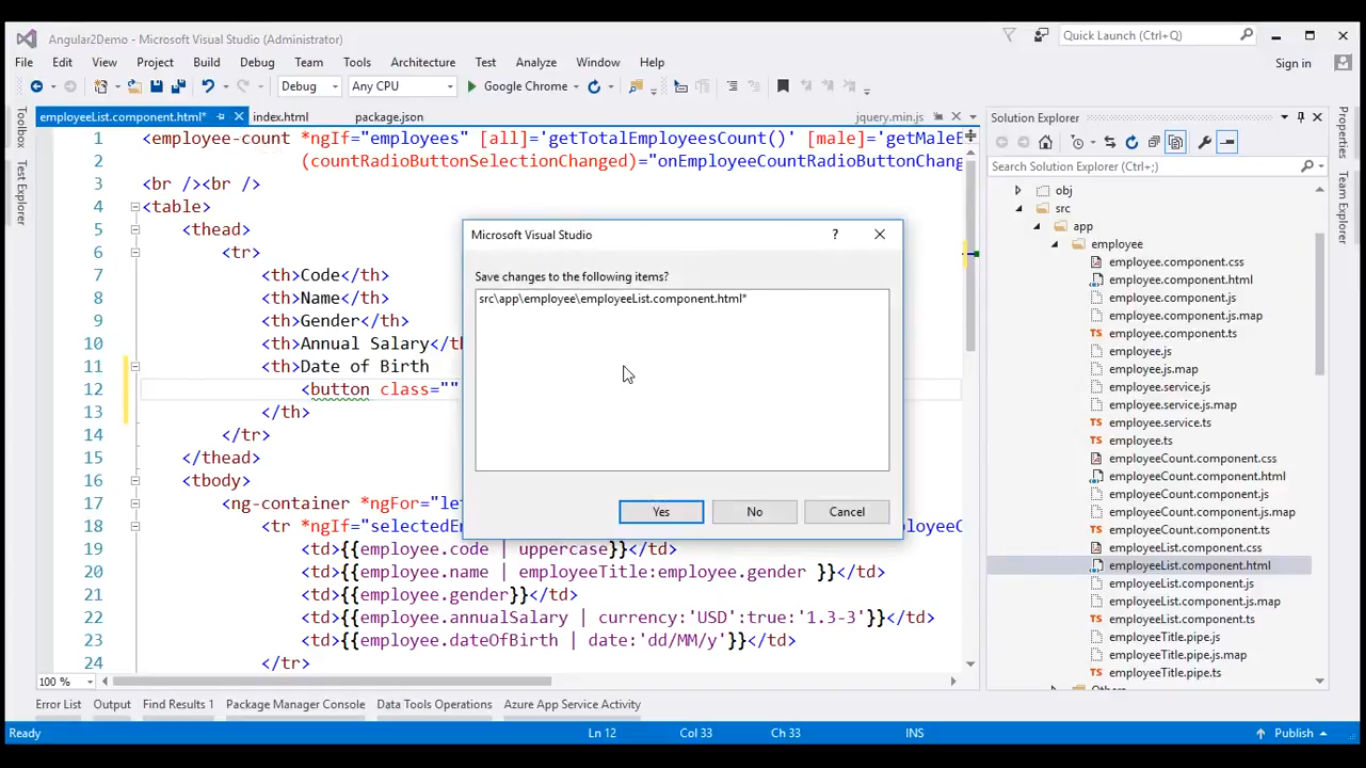 Angular2Demo - Microsoft Visual Studio (Administrator)
Quick Launch (Ctrl+Q)
File Edit View Project Build Debug Team Tools Architecture Test Analyze Window Help
Sign in
Debug Any CPU Google Chrome
Toolbox
Test Explorer
employeeList.component.html* index.html package.json jquery.min.js
1 <employee-count *ngIf="employees" [all]='getTotalEmployeesCount()' [male]='getMaleE
2 (countRadioButtonSelectionChanged)="onEmployeeCountRadioButtonChang
3 <br /><br />
4 <table>
5 <thead>
6 <tr>
7 <th>Code</th>
8 <th>Name</th>
9 <th>Gender</th>
10 <th>Annual Salary</th
11 <th>Date of Birth
12 <button class=""
13 </th>
14 </tr>
15 </thead>
16 <tbody>
17 <ng-container *ngFor="le
18 <tr *ngIf="selectedEm ployeeC
19 <td>{{employee.code | uppercase}}</td>
20 <td>{{employee.name | employeeTitle:employee.gender }}</td>
21 <td>{{employee.gender}}</td>
22 <td>{{employee.annualSalary | currency:'USD':true:'1.3-3'}}</td>
23 <td>{{employee.dateOfBirth | date:'dd/MM/y'}}</td>
24 </tr>
100 %
Microsoft Visual Studio
?
Save changes to the following items?
src\app\employee\employeeList.component.html*
Yes No Cancel
Solution Explorer
Search Solution Explorer (Ctrl+;)
obj
src
app
employee
employee.component.css
employee.component.html
employee.component.js
employee.component.js.map
employee.component.ts
employee.js
employee.js.map
employee.service.js
employee.service.js.map
employee.service.ts
employee.ts
employeeCount.component.css
employeeCount.component.html
employeeCount.component.js
employeeCount.component.js.map
employeeCount.component.ts
employeeList.component.css
employeeList.component.html
employeeList.component.js
employeeList.component.js.map
employeeList.component.ts
employeeTitle.pipe.js
employeeTitle.pipe.js.map
employeeTitle.pipe.ts
Others
Properties
Team Explorer
Error List Output Find Results 1 Package Manager Console Data Tools Operations Azure App Service Activity
Ready Ln 12 Col 33 Ch 33 INS Publish